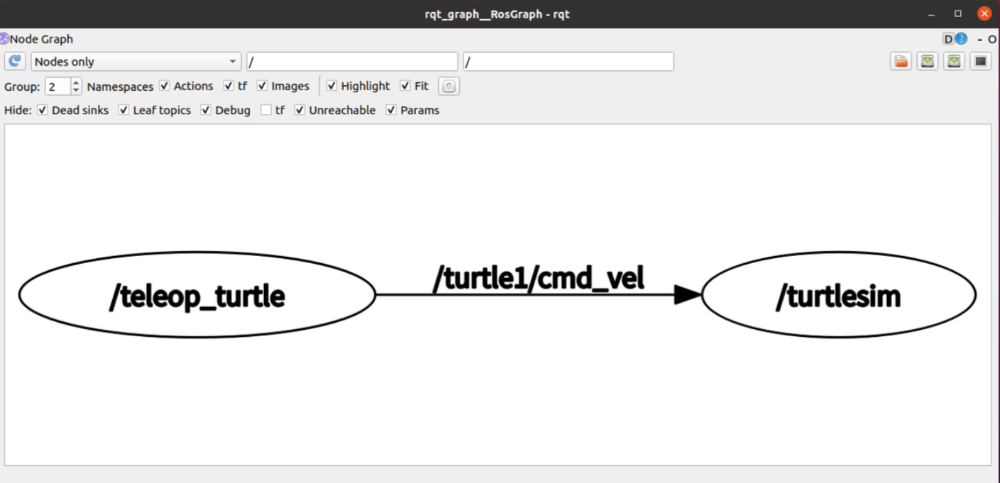 rqt_graph__RosGraph - rqt
Node Graph D ? - O
Nodes only / /
Group: 2 Namespaces Actions tf Images Highlight Fit
Hide: Dead sinks Leaf topics Debug tf Unreachable Params
/teleop_turtle /turtle1/cmd_vel /turtlesim